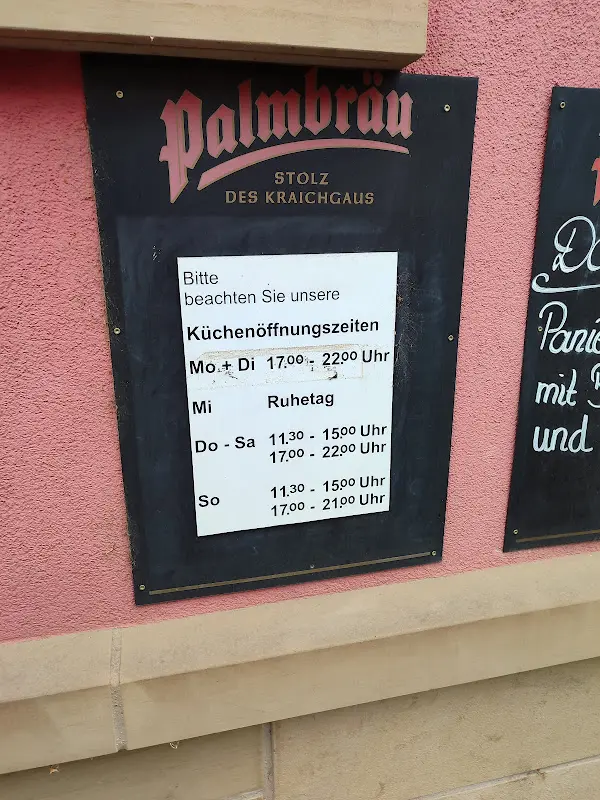 Palmbräu
STOLZ
DES KRAICHGAUS
Bitte
beachten Sie unsere
Küchenöffnungszeiten
Mo + Di 17.00 - 22.00 Uhr
Mi Ruhetag
Do - Sa 11.30 - 15.00 Uhr
17.00 - 22.00 Uhr
So 11.30 - 15.00 Uhr
17.00 - 21.00 Uhr
mit
und